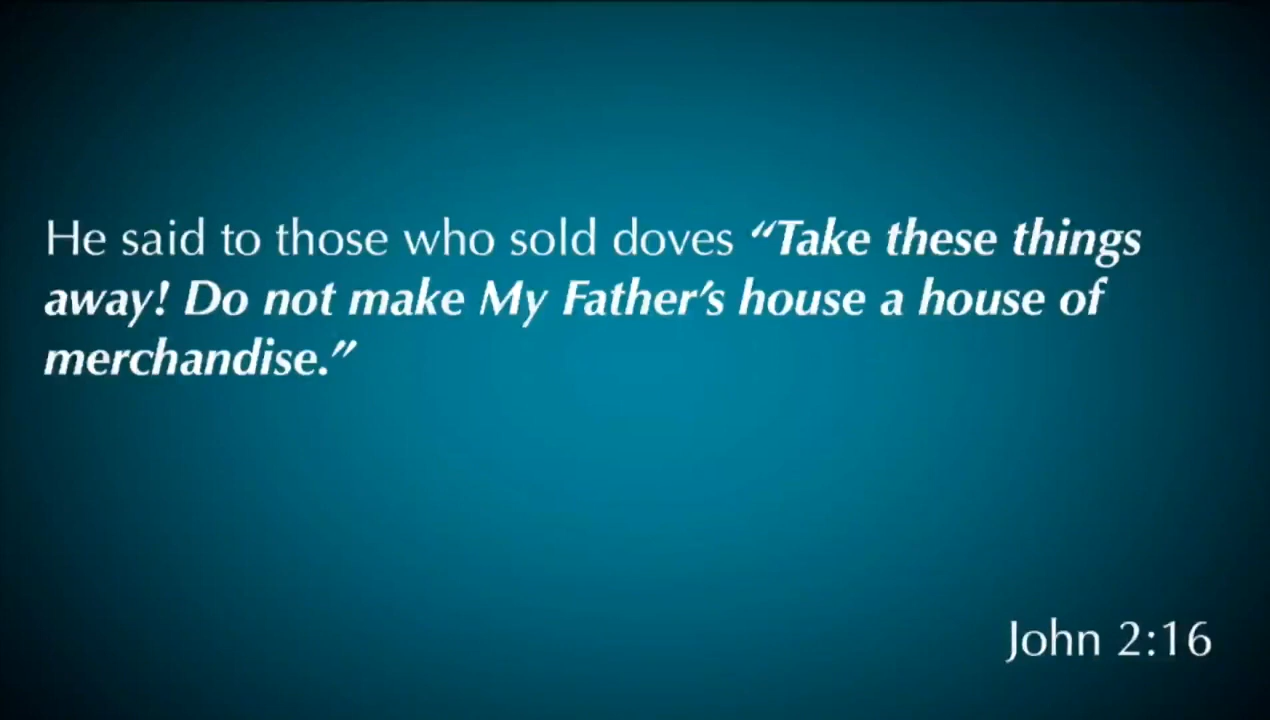 He said to those who sold doves “Take these things
away! Do not make My Father’s house a house of
merchandise.”
John 2:16